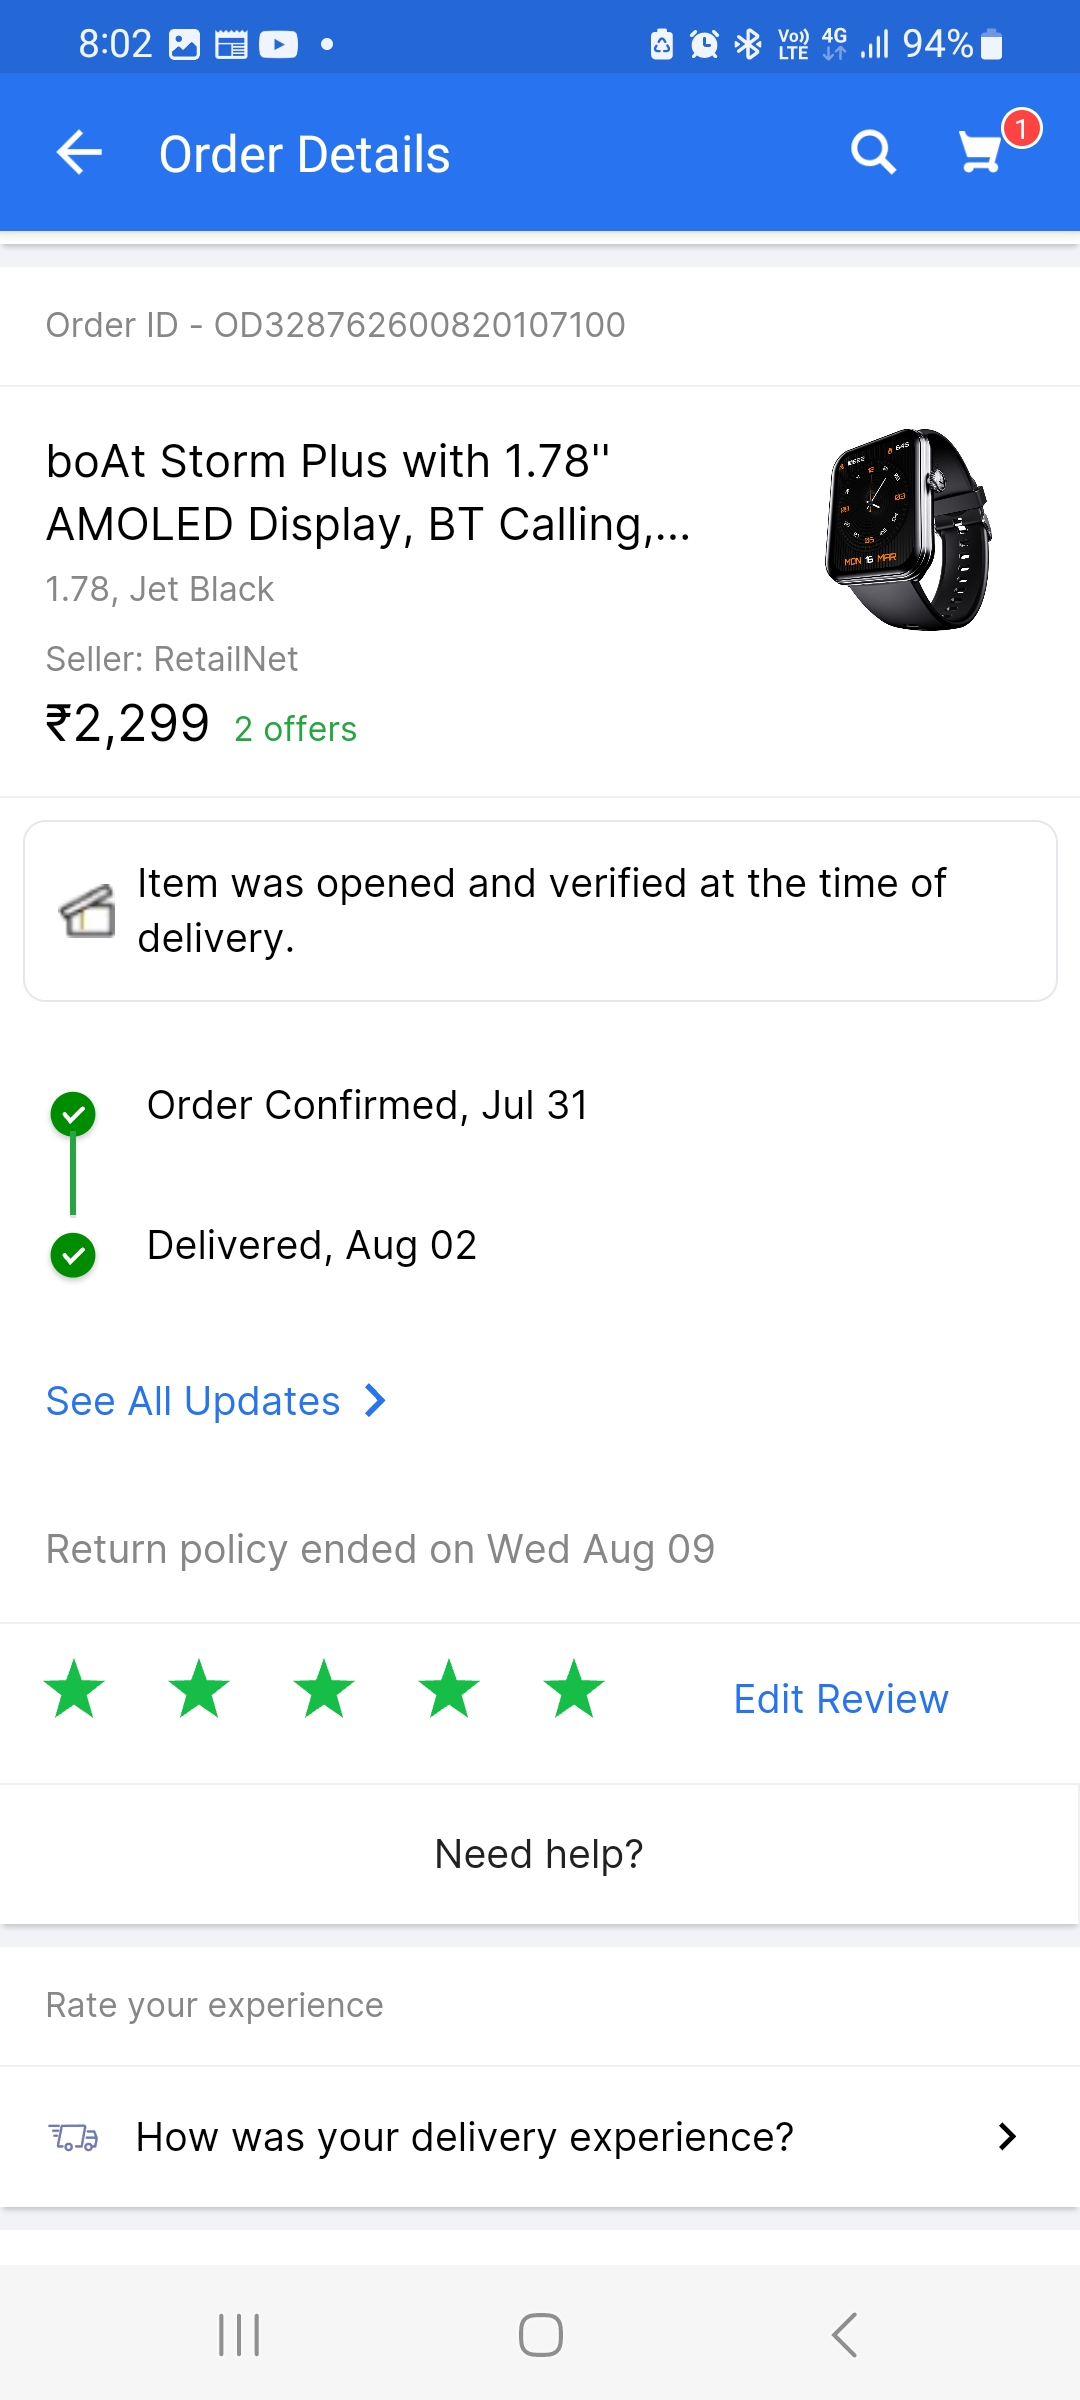 8:02
Vo)) LTE 4G 94%
Order Details
1
Order ID - OD328762600820107100
boAt Storm Plus with 1.78"
AMOLED Display, BT Calling,...
1.78, Jet Black
Seller: RetailNet
₹2,299 2 offers
Item was opened and verified at the time of
delivery.
Order Confirmed, Jul 31
Delivered, Aug 02
See All Updates
Return policy ended on Wed Aug 09
Edit Review
Need help?
Rate your experience
How was your delivery experience?